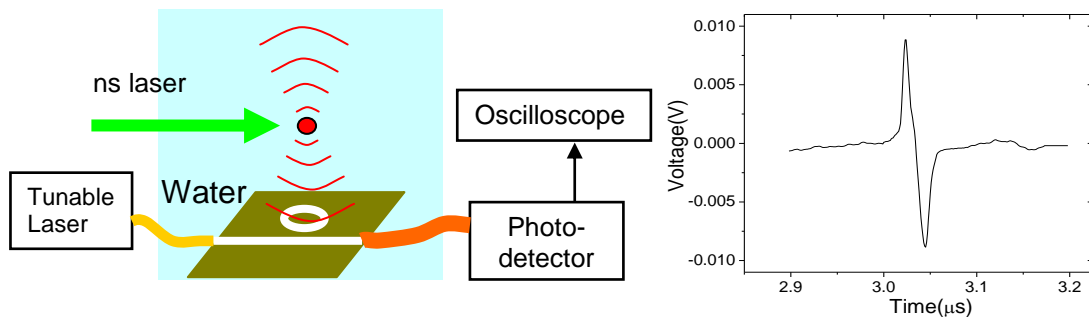 ns laser
Oscilloscope
Water
Tunable
Laser
Photo-
detector
Voltage(V)
0.010
0.005
0.000
-0.005
-0.010
2.9 3.0 3.1 3.2
Time(μs)